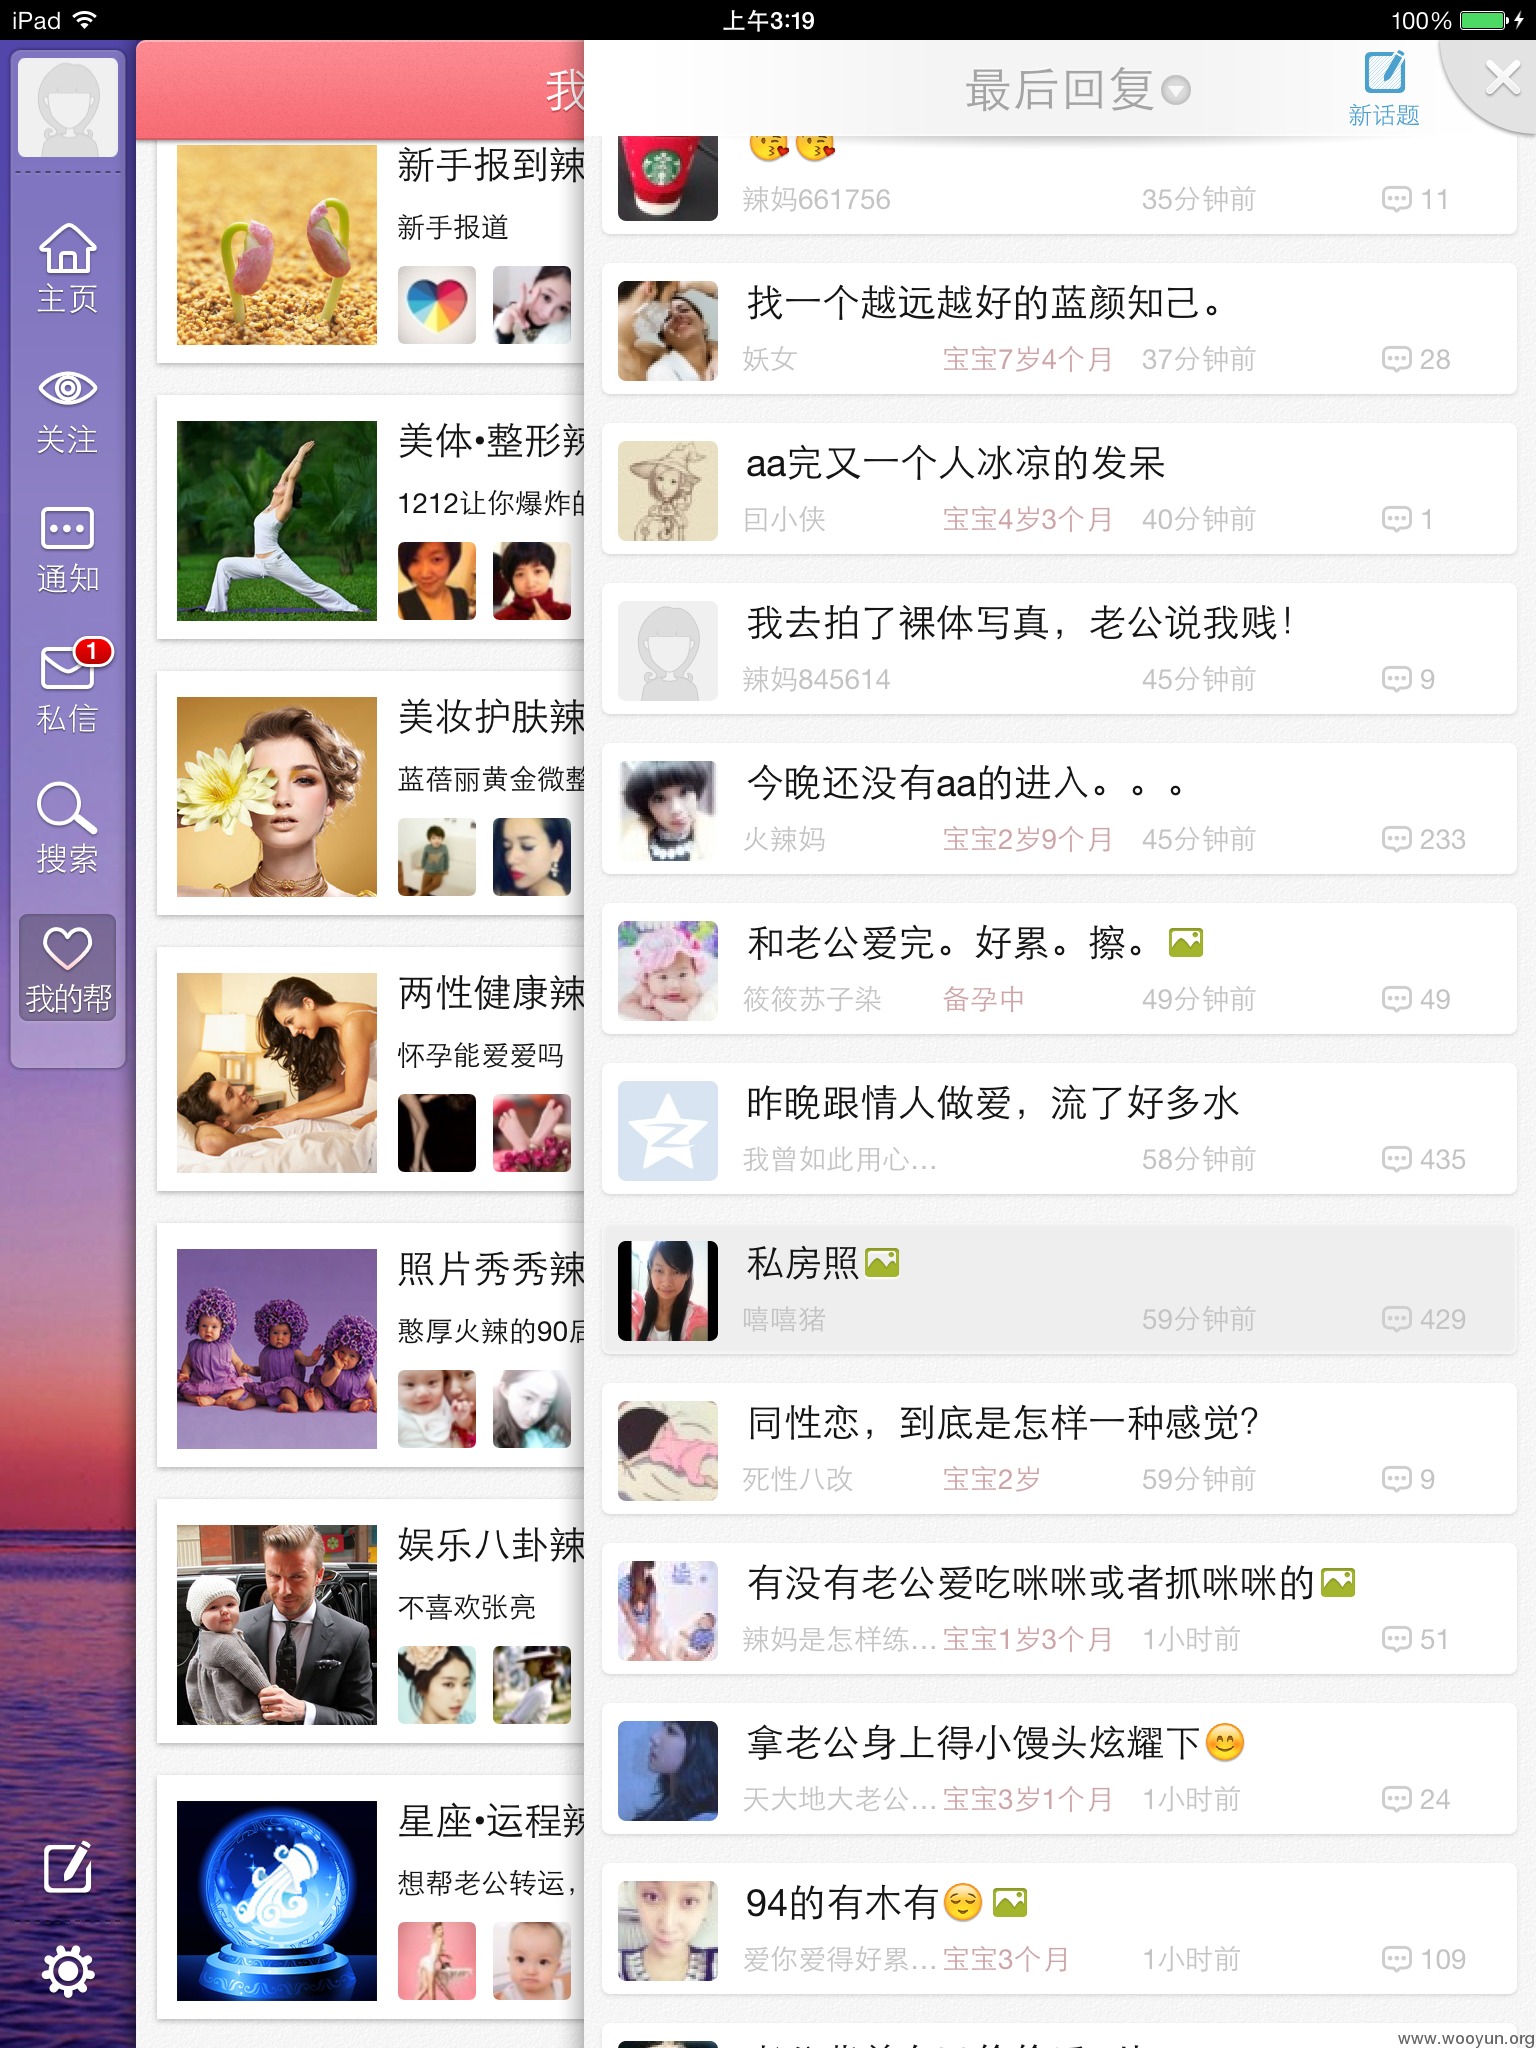 iPad
上午3:19
100%
主页
关注
通知
1
私信
搜索
我的帮
我
新手报到辣
新手报道
美体•整形辣
1212让你爆炸的
美妆护肤辣
蓝蓓丽黄金微整
两性健康辣
怀孕能爱爱吗
照片秀秀辣
憨厚火辣的90后
娱乐八卦辣
不喜欢张亮
星座•运程辣
想帮老公转运，
最后回复
新话题
辣妈661756 35分钟前 11
找一个越远越好的蓝颜知己。
妖女 宝宝7岁4个月 37分钟前 28
aa完又一个人冰凉的发呆
囙小侠 宝宝4岁3个月 40分钟前 1
我去拍了裸体写真，老公说我贱！
辣妈845614 45分钟前 9
今晚还没有aa的进入。。。
火辣妈 宝宝2岁9个月 45分钟前 233
和老公爱完。好累。擦。
筱筱苏子染 备孕中 49分钟前 49
昨晚跟情人做爱，流了好多水
我曾如此用心... 58分钟前 435
私房照
嘻嘻猪 59分钟前 429
同性恋，到底是怎样一种感觉？
死性八改 宝宝2岁 59分钟前 9
有没有老公爱吃咪咪或者抓咪咪的
辣妈是怎样练... 宝宝1岁3个月 1小时前 51
拿老公身上得小馒头炫耀下😊
天大地大老公... 宝宝3岁1个月 1小时前 24
94的有木有😌
爱你爱得好累... 宝宝3个月 1小时前 109
www.wooyun.org